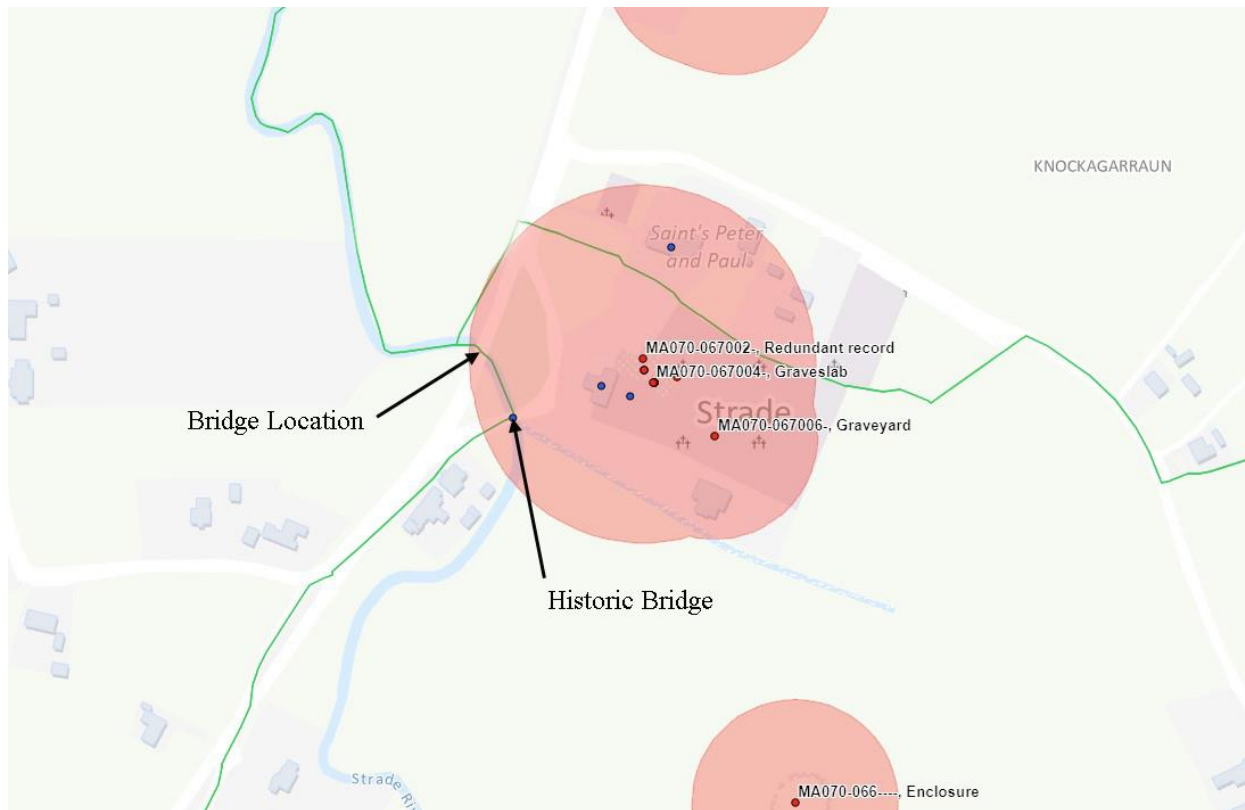 KNOCKAGARRAUN
Saint's Peter
and Paul
MA070-067002-, Redundant record
MA070-067004-, Graveslab
Bridge Location
Strade
MA070-067006-, Graveyard
Historic Bridge
Strade
MA070-066----, Enclosure